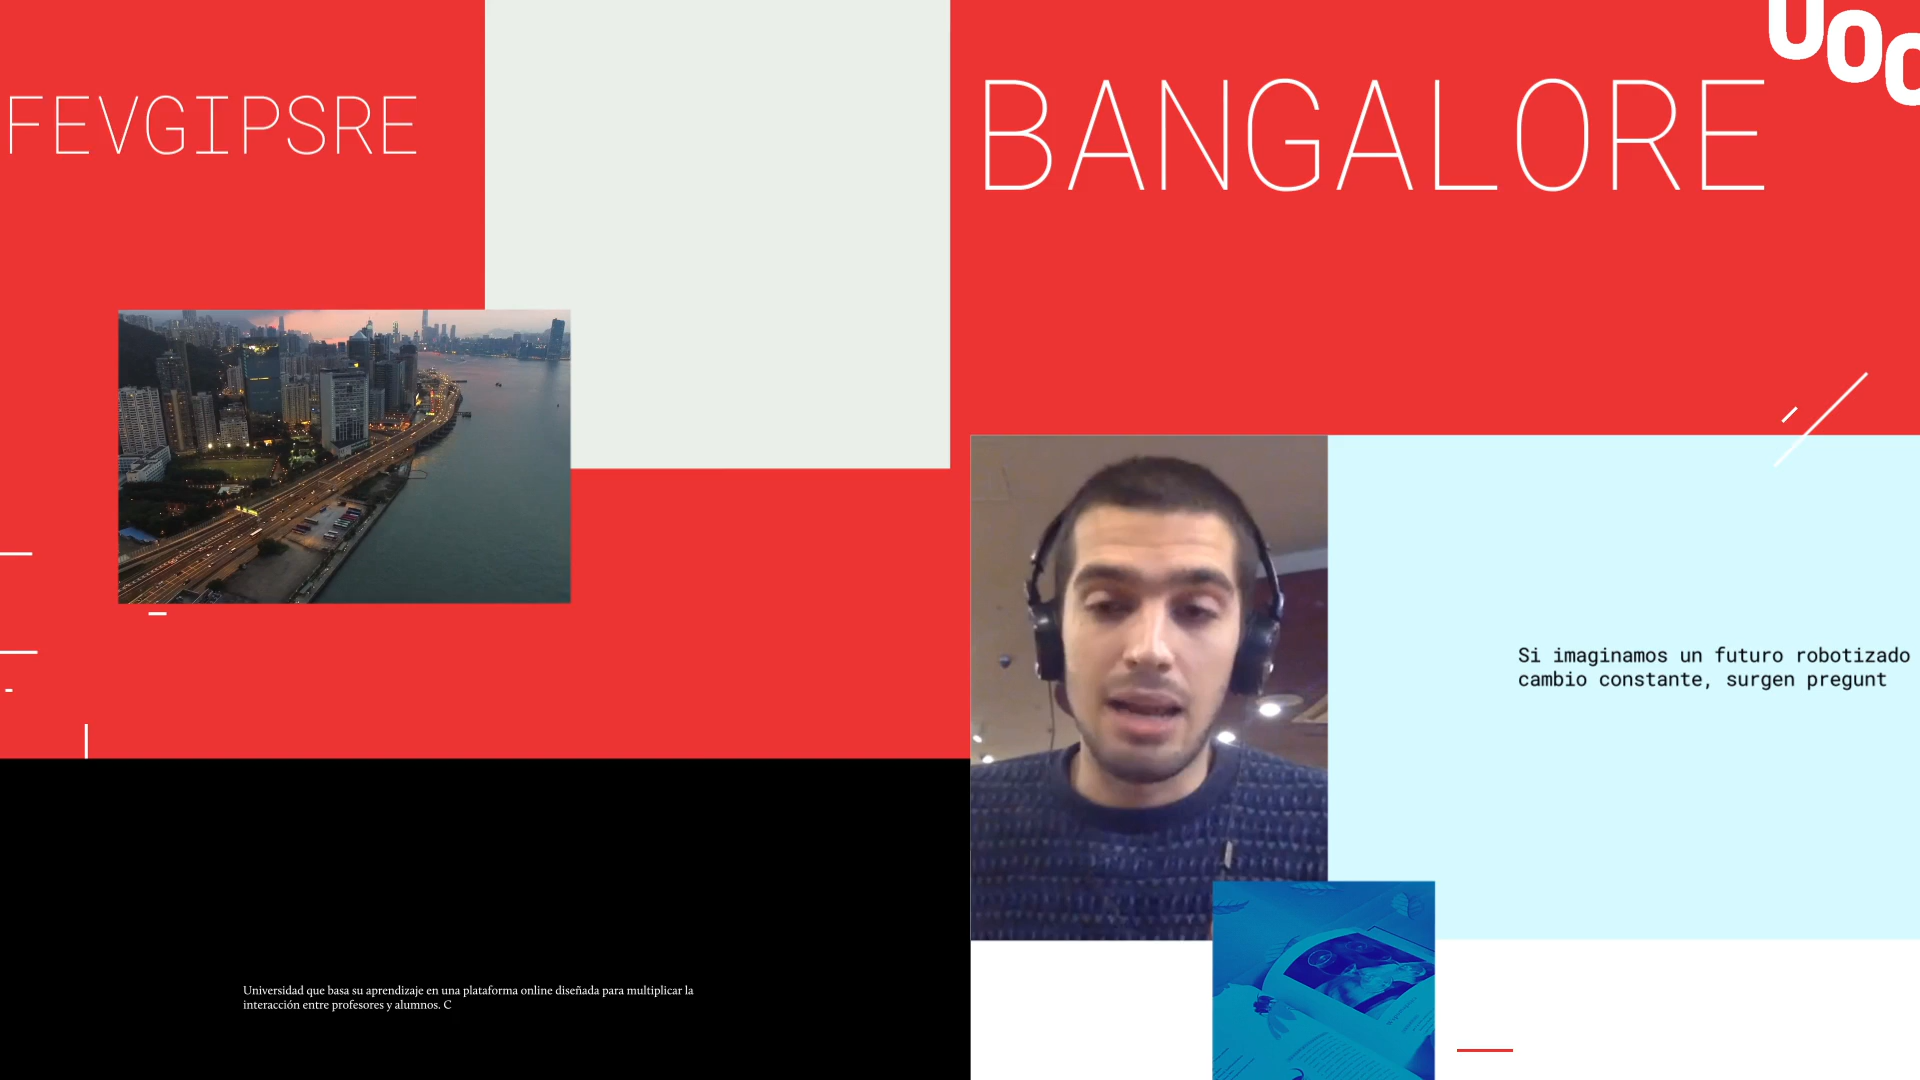 FEVGIPSRE
BANGALORE
UOC
Si imaginamos un futuro robotizado
cambio constante, surgen pregunt
Universidad que basa su aprendizaje en una plataforma online diseñada para multiplicar la
interacción entre profesores y alumnos. C